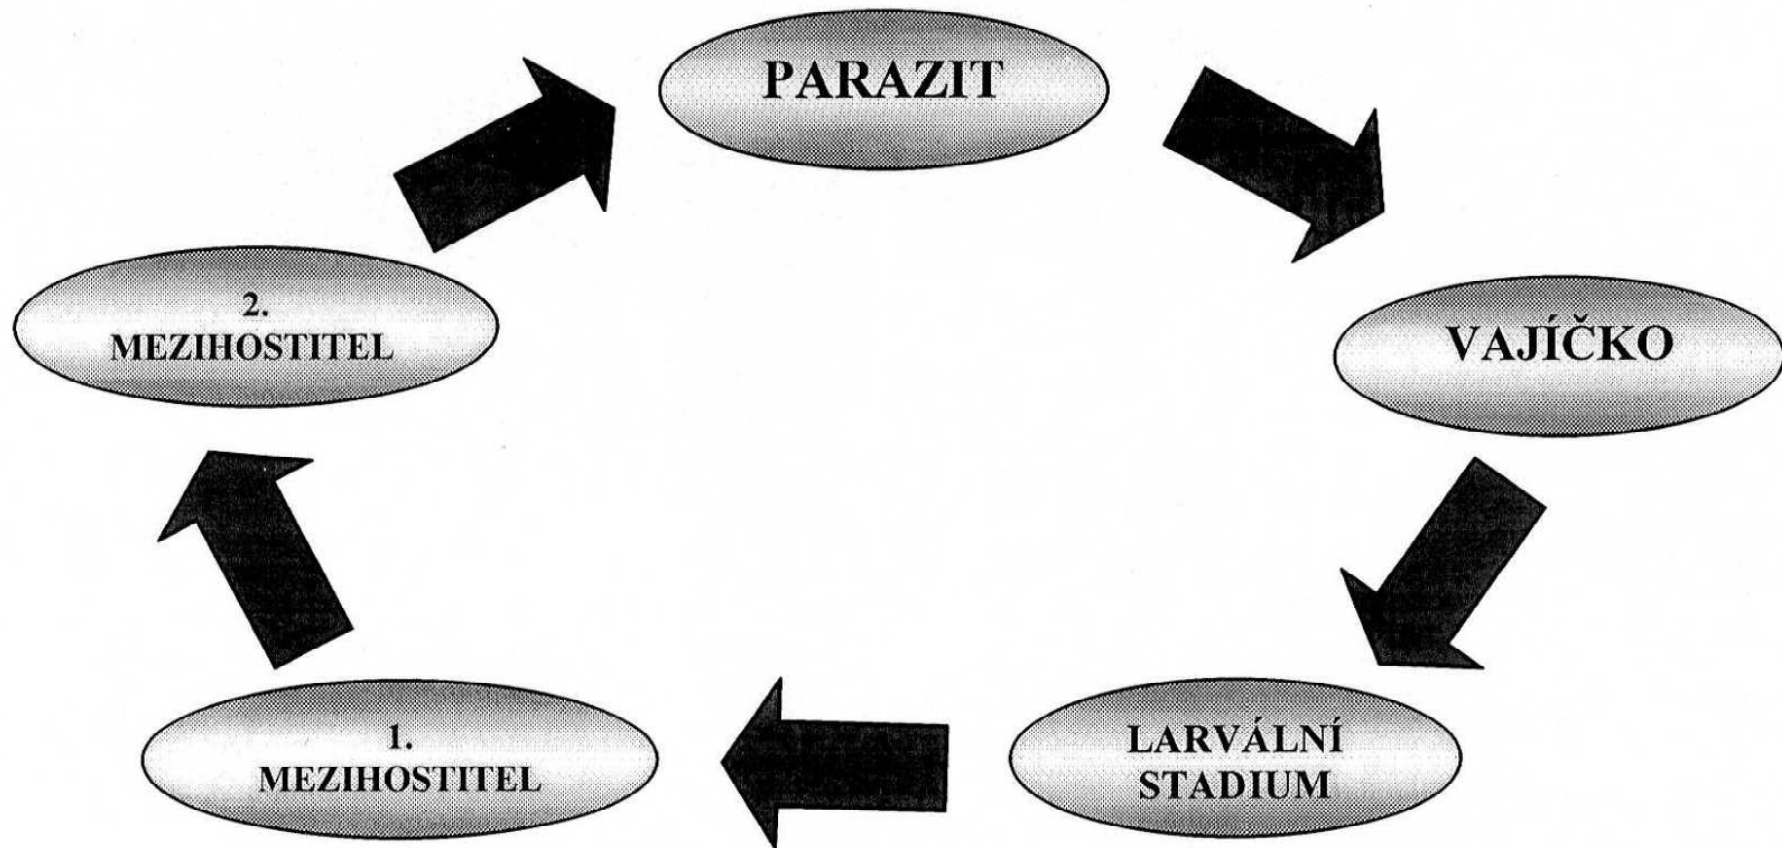 PARAZIT
VAJÍČKO
LARVÁLNÍ
STADIUM
1.
MEZIHOSTITEL
2.
MEZIHOSTITEL